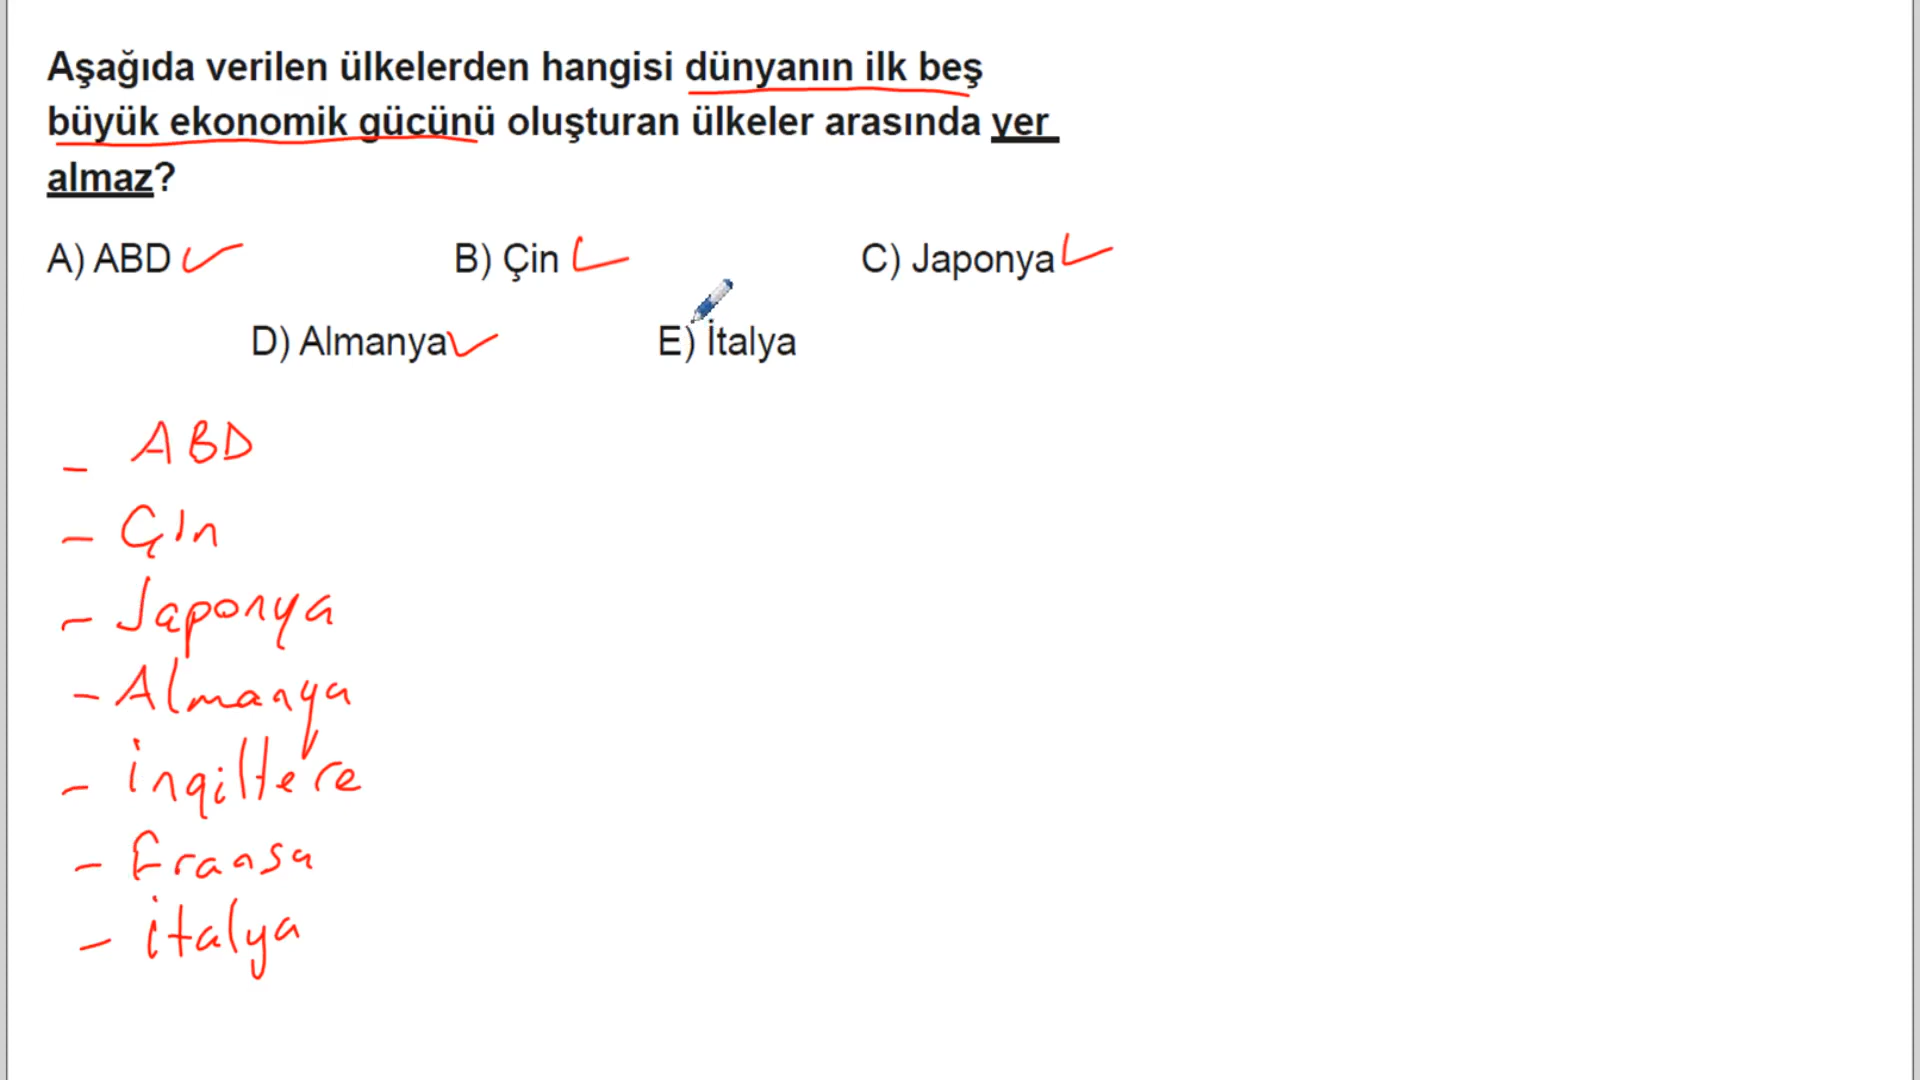 Aşağıda verilen ülkelerden hangisi dünyanın ilk beş
büyük ekonomik gücünü oluşturan ülkeler arasında yer
almaz?
A) ABD B) Çin C) Japonya
D) Almanya E) İtalya
- ABD
- Çin
- Japonya
- Almanya
- İngiltere
- Fransa
- İtalya